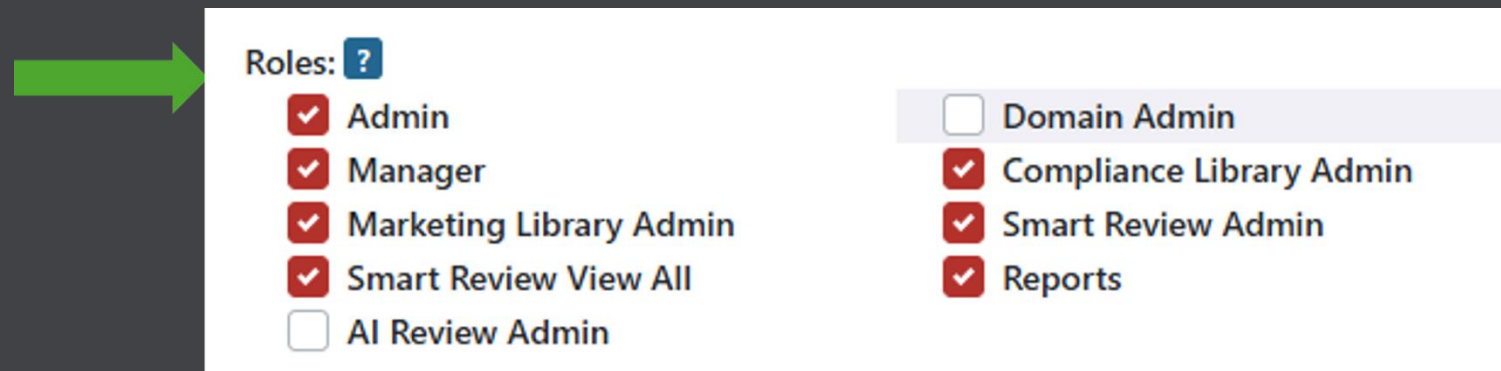 Roles: ?
Admin
Domain Admin
Manager
Compliance Library Admin
Marketing Library Admin
Smart Review Admin
Smart Review View All
Reports
AI Review Admin